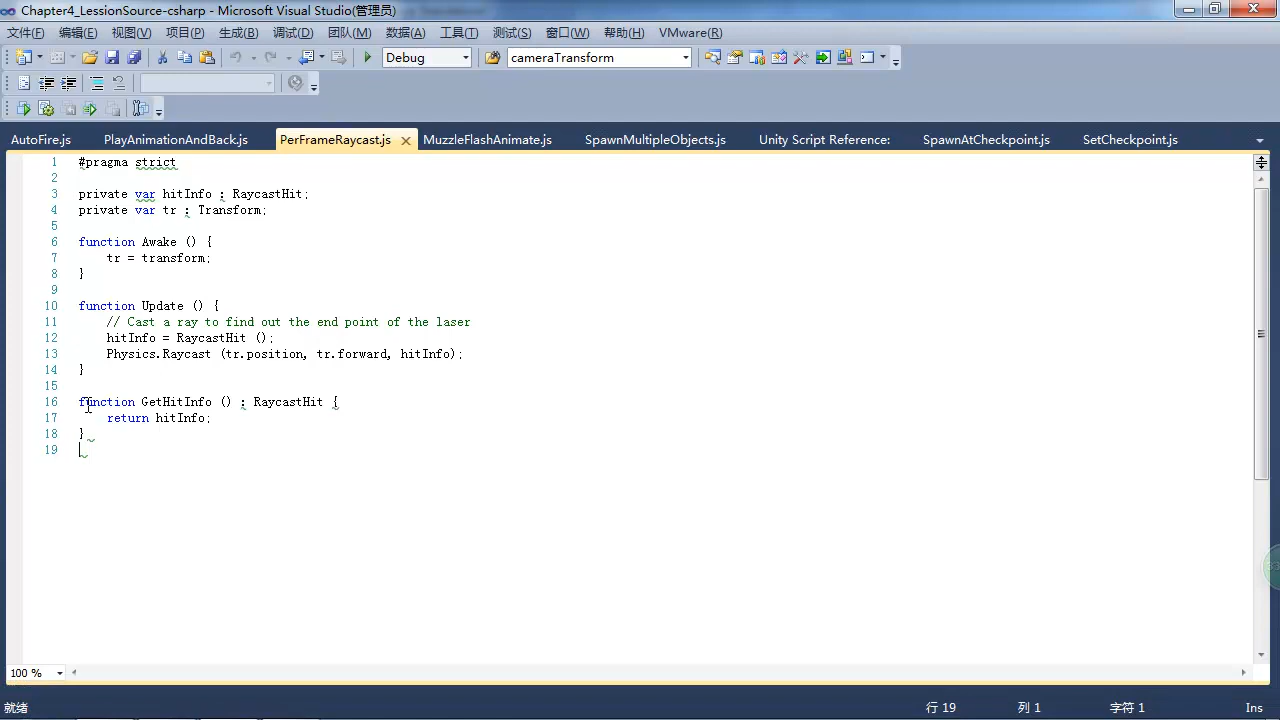 Chapter4_LessionSource-csharp - Microsoft Visual Studio(管理员)
文件(F) 编辑(E) 视图(V) 项目(P) 生成(B) 调试(D) 团队(M) 数据(A) 工具(T) 测试(S) 窗口(W) 帮助(H) VMware(R)
Debug cameraTransform
AutoFire.js PlayAnimationAndBack.js PerFrameRaycast.js MuzzleFlashAnimate.js SpawnMultipleObjects.js Unity Script Reference: SpawnAtCheckpoint.js SetCheckpoint.js
1 #pragma strict
2
3 private var hitInfo : RaycastHit;
4 private var tr : Transform;
5
6 function Awake () {
7 tr = transform;
8 }
9
10 function Update () {
11 // Cast a ray to find out the end point of the laser
12 hitInfo = RaycastHit ();
13 Physics.Raycast (tr.position, tr.forward, hitInfo);
14 }
15
16 function GetHitInfo () : RaycastHit {
17 return hitInfo;
18 }
19
100 %
就绪 行 19 列 1 字符 1 Ins